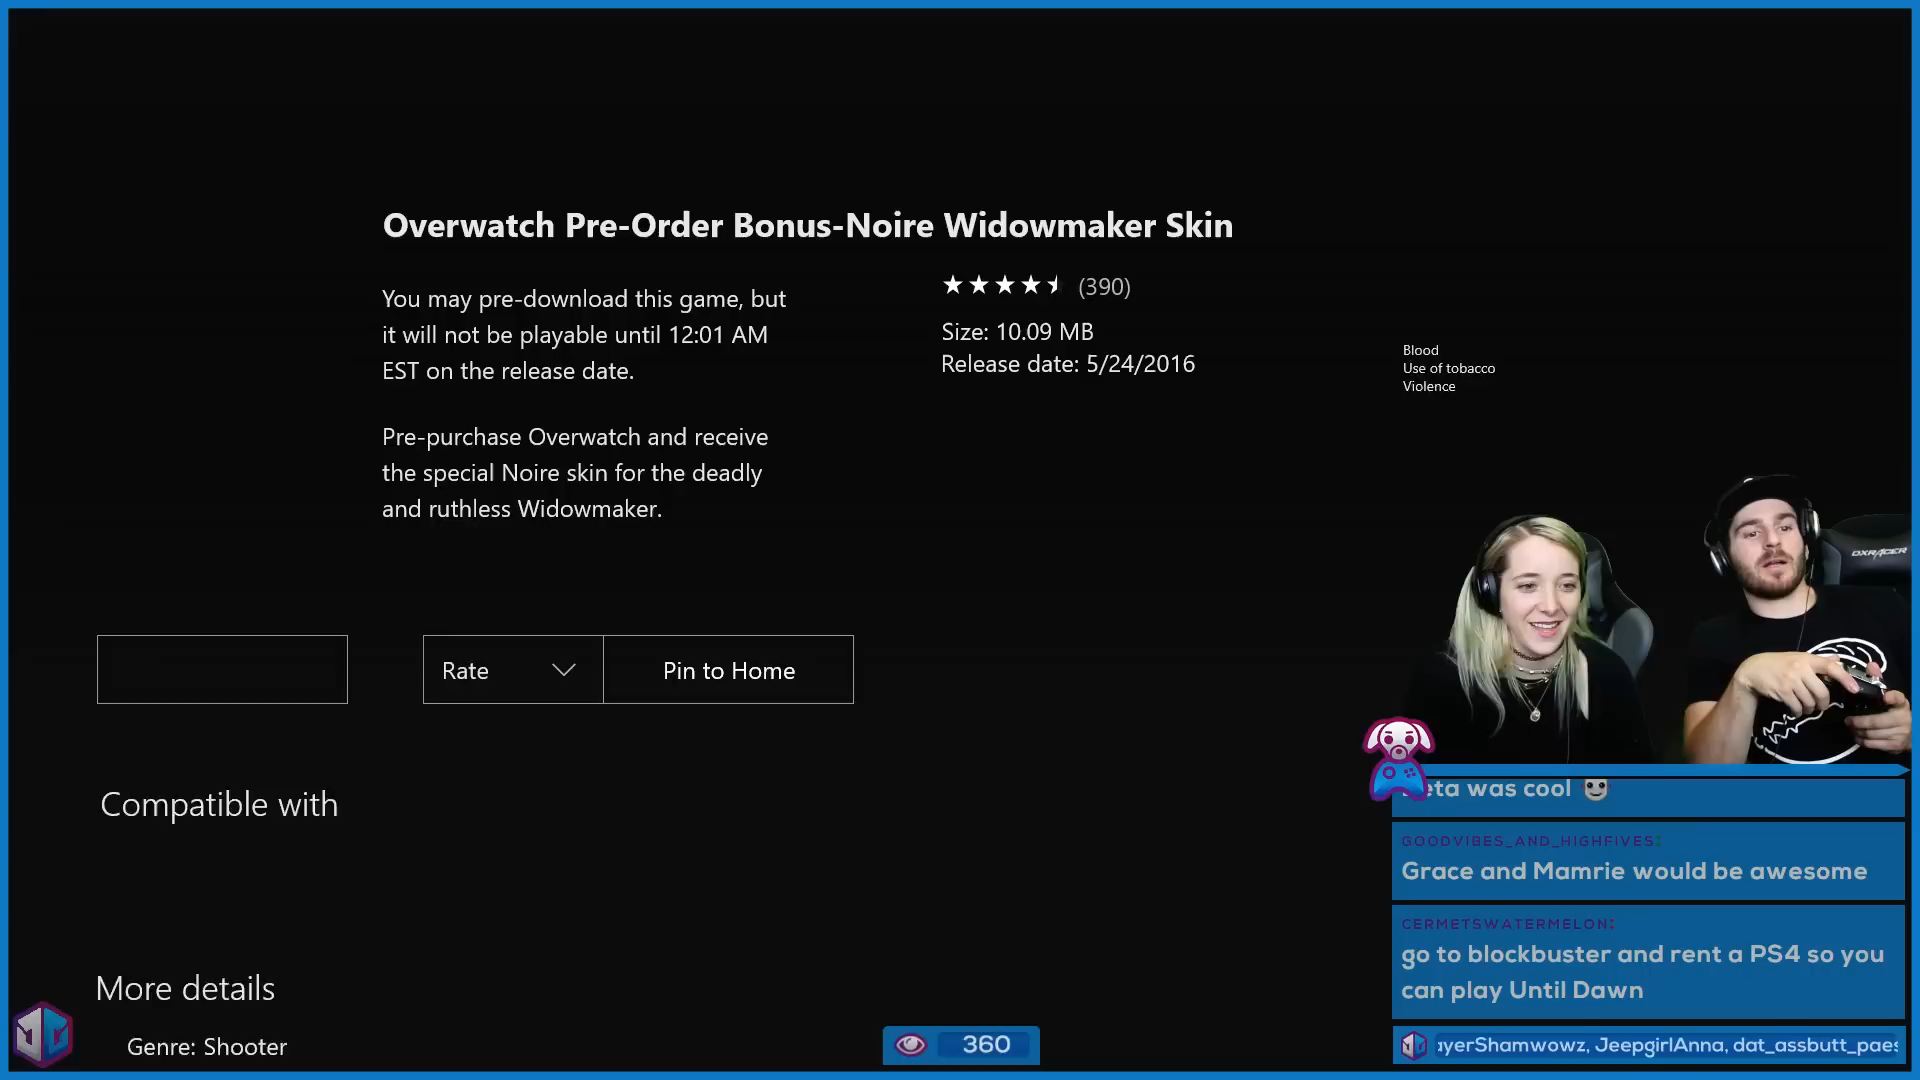 Overwatch Pre-Order Bonus-Noire Widowmaker Skin
You may pre-download this game, but
it will not be playable until 12:01 AM
EST on the release date.
Pre-purchase Overwatch and receive
the special Noire skin for the deadly
and ruthless Widowmaker.
(390)
Size: 10.09 MB
Release date: 5/24/2016
Blood
Use of tobacco
Violence
DXRACER
Rate
Pin to Home
Compatible with
More details
Genre: Shooter
360
was cool
GOODVIBES_AND_HIGHFIVES:
Grace and Mamrie would be awesome
CERMETSWATERMELON:
go to blockbuster and rent a PS4 so you
can play Until Dawn
ayerShamwowz, JeepgirlAnna, dat_assbutt_paes